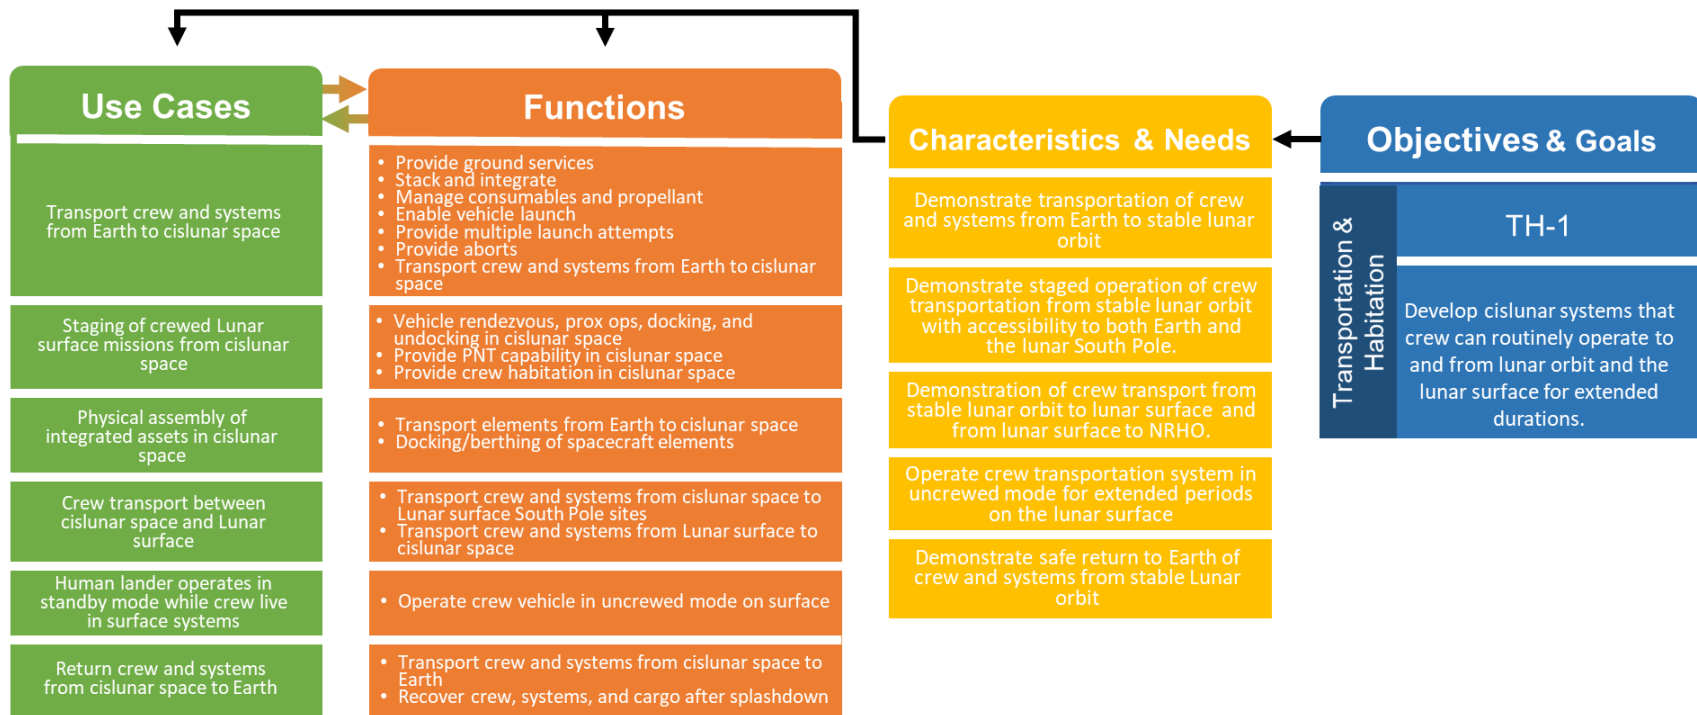 Use Cases
Transport crew and systems
from Earth to cislunar space
Staging of crewed Lunar
surface missions from cislunar
space
Physical assembly of
integrated assets in cislunar
space
Crew transport between
cislunar space and Lunar
surface
Human lander operates in
standby mode while crew live
in surface systems
Return crew and systems
from cislunar space to Earth
Functions
• Provide ground services
• Stack and integrate
• Manage consumables and propellant
• Enable vehicle launch
• Provide multiple launch attempts
• Provide aborts
• Transport crew and systems from Earth to cislunar
space
• Vehicle rendezvous, prox ops, docking, and
undocking in cislunar space
• Provide PNT capability in cislunar space
• Provide crew habitation in cislunar space
• Transport elements from Earth to cislunar space
• Docking/berthing of spacecraft elements
• Transport crew and systems from cislunar space to
Lunar surface South Pole sites
• Transport crew and systems from Lunar surface to
cislunar space
• Operate crew vehicle in uncrewed mode on surface
• Transport crew and systems from cislunar space to
Earth
• Recover crew, systems, and cargo after splashdown
Characteristics & Needs
Demonstrate transportation of crew
and systems from Earth to stable lunar
orbit
Demonstrate staged operation of crew
transportation from stable lunar orbit
with accessibility to both Earth and
the lunar South Pole.
Demonstration of crew transport from
stable lunar orbit to lunar surface and
from lunar surface to NRHO.
Operate crew transportation system in
uncrewed mode for extended periods
on the lunar surface
Demonstrate safe return to Earth of
crew and systems from stable Lunar
orbit
Objectives & Goals
Transportation &
Habitation
TH-1
Develop cislunar systems that
crew can routinely operate to
and from lunar orbit and the
lunar surface for extended
durations.